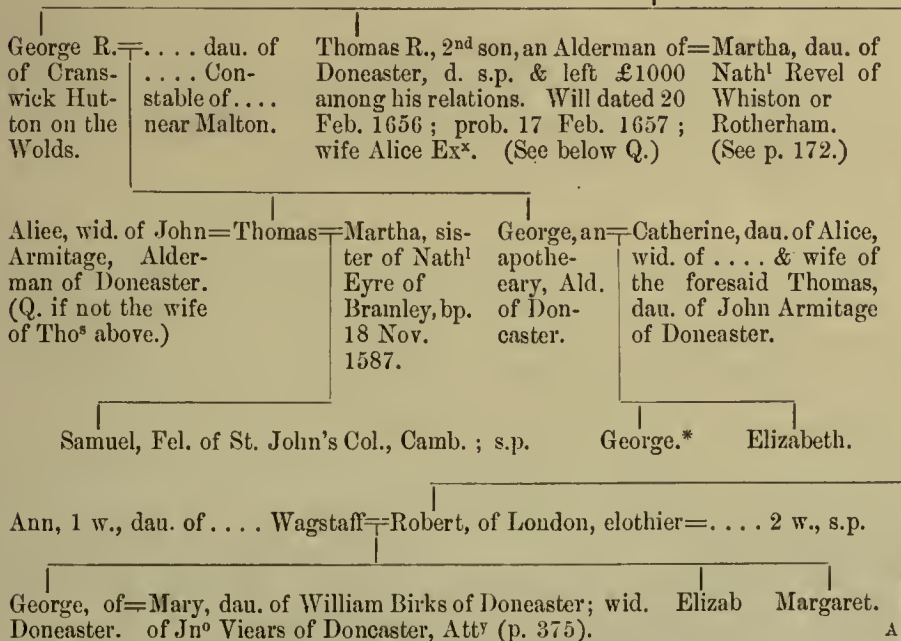 George R. = . . . . dau. of
of Crans-
wick Hut-
ton on the
Wolds.
. . . . Con-
stable of . . . .
near Malton.
Thomas R., 2nd son, an Alderman of =
Doneaster, d. s.p. & left £1000
among his relations. Will dated 20
Feb. 1656 ; prob. 17 Feb. 1657 ;
wife Alice Exx. (See below Q.)
Martha, dau. of
Nathl Revel of
Whiston or
Rotherham.
(See p. 172.)
Aliee, wid. of John =
Armitage, Alder-
man of Doneaster.
(Q. if not the wife
of Thos above.)
Thomas =
Martha, sis-
ter of Nathl
Eyre of
Bramley, bp.
18 Nov.
1587.
George, an =
apothe-
eary, Ald.
of Don-
caster.
Catherine, dau. of Alice,
wid. of . . . . & wife of
the foresaid Thomas,
dau. of John Armitage
of Doneaster.
Samuel, Fel. of St. John's Col., Camb. ; s.p.
George.*
Elizabeth.
Ann, 1 w., dau. of . . . . Wagstaff = Robert, of London, elothier = . . . . 2 w., s.p.
George, of =
Doneaster.
Mary, dau. of William Birks of Doneaster; wid.
of Jno Viears of Doncaster, Atty (p. 375).
Elizab
Margaret.
A